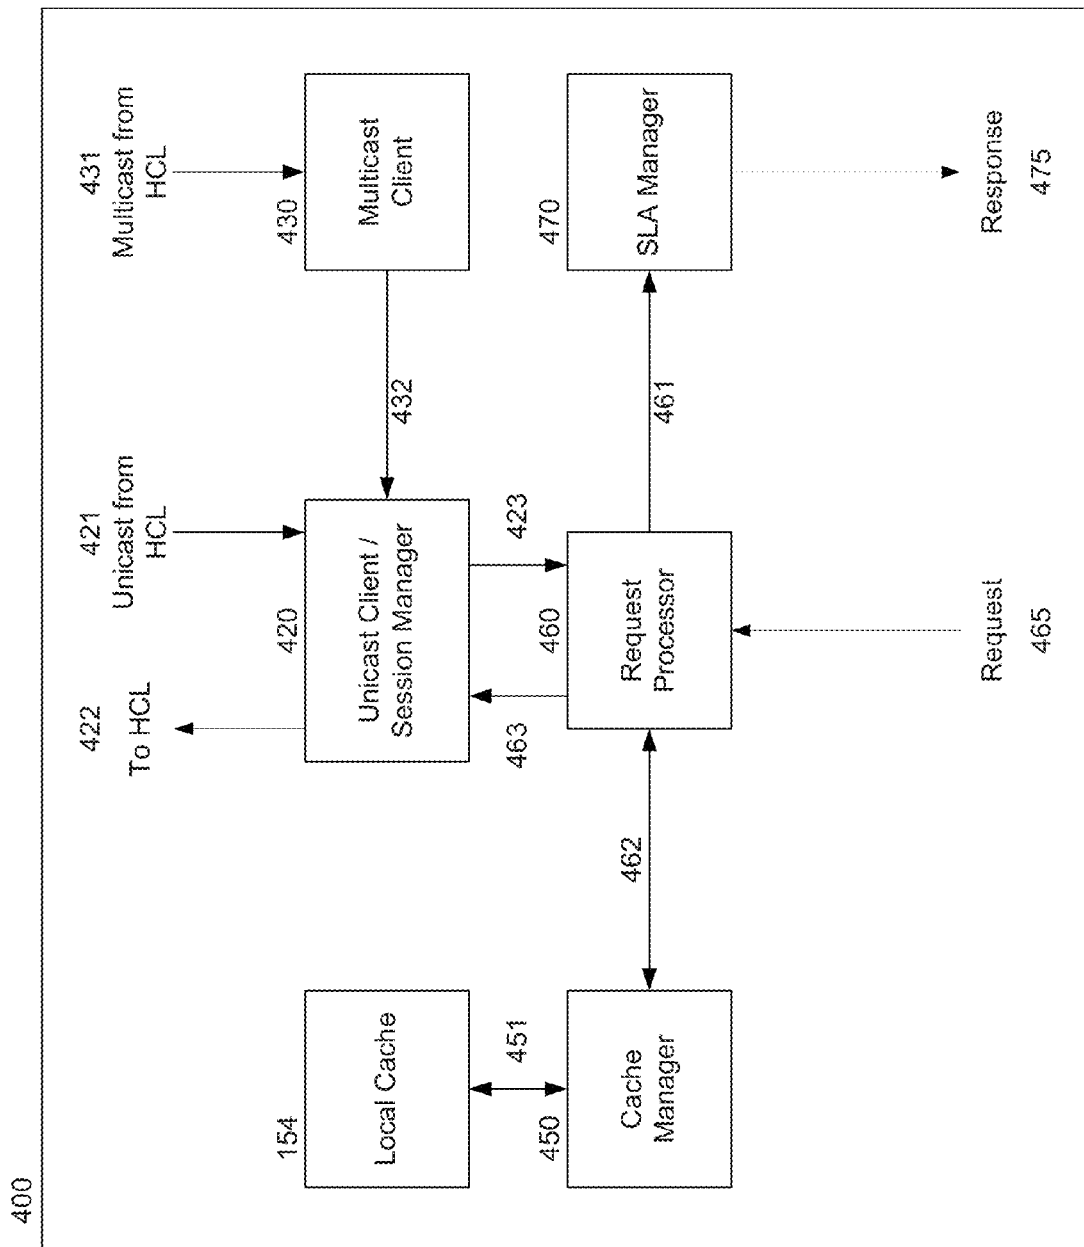 400
422
To HCL
421
Unicast from
HCL
431
Multicast from
HCL
154
Local Cache
420
Unicast Client /
Session Manager
432
430
Multicast
Client
451
463
423
450
Cache
Manager
462
460
Request
Processor
461
470
SLA Manager
Request
465
Response
475